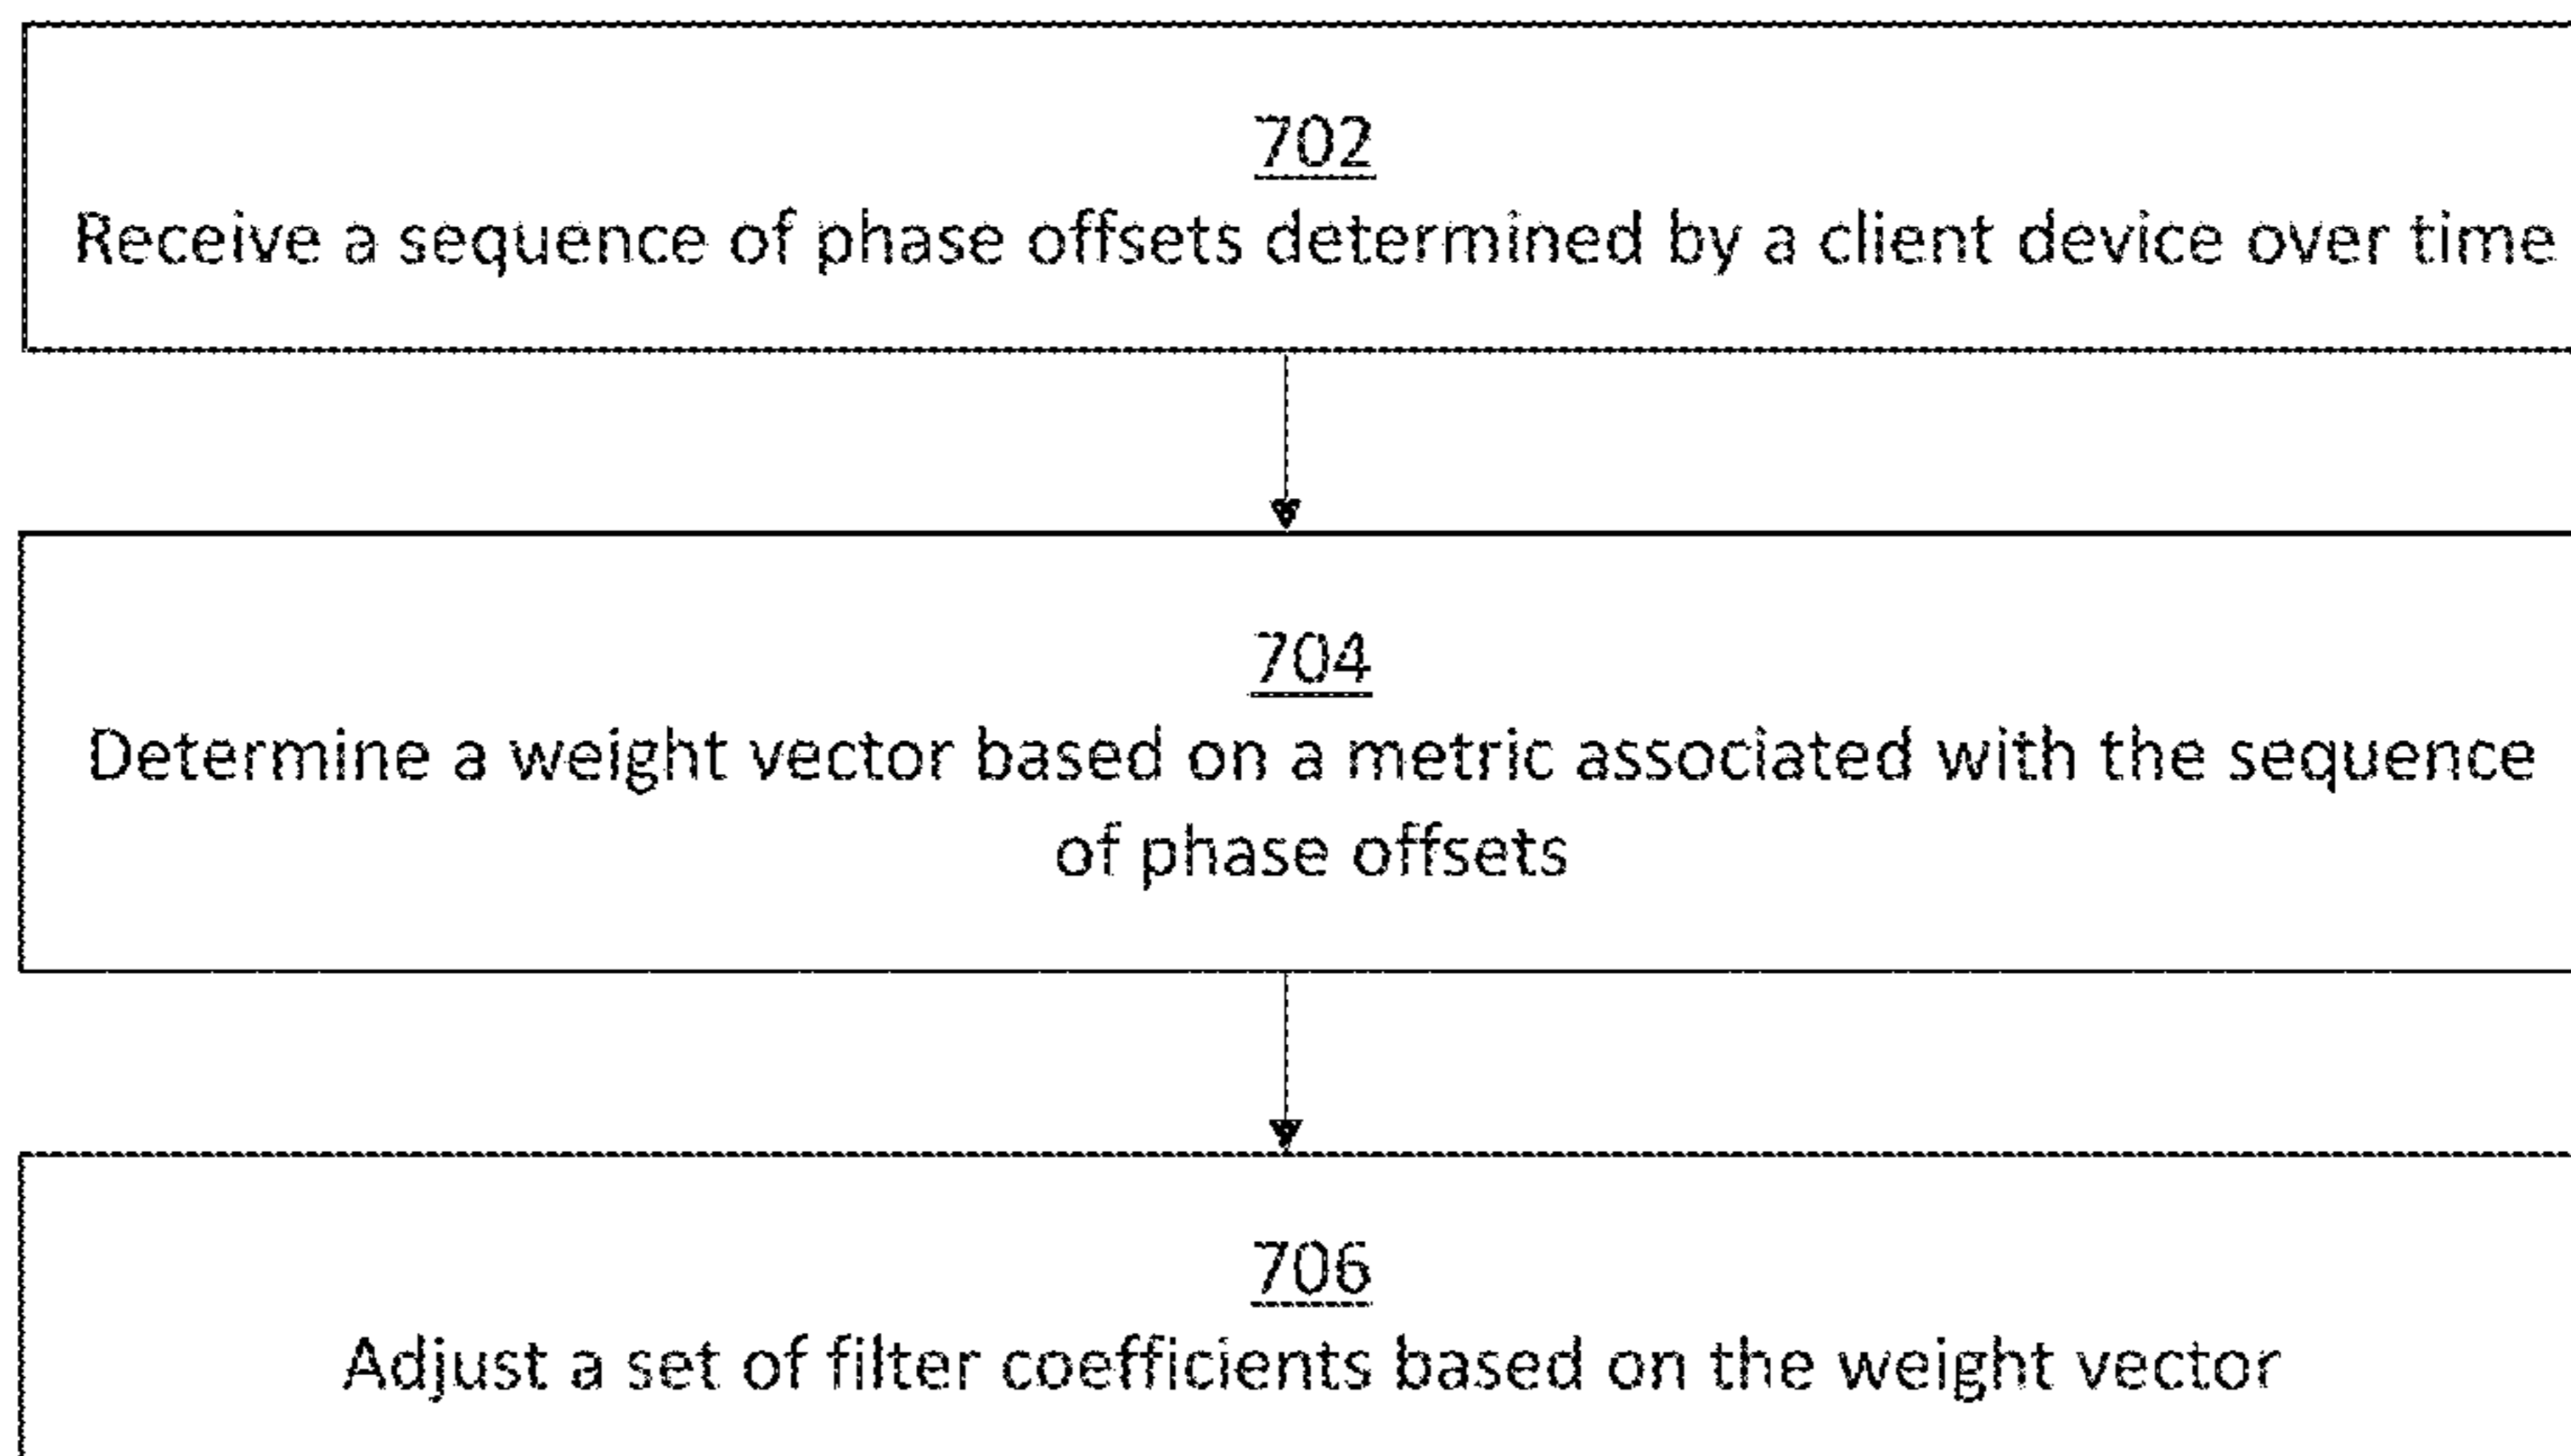 702
Receive a sequence of phase offsets determined by a client device over time
704
Determine a weight vector based on a metric associated with the sequence
of phase offsets
706
Adjust a set of filter coefficients based on the weight vector